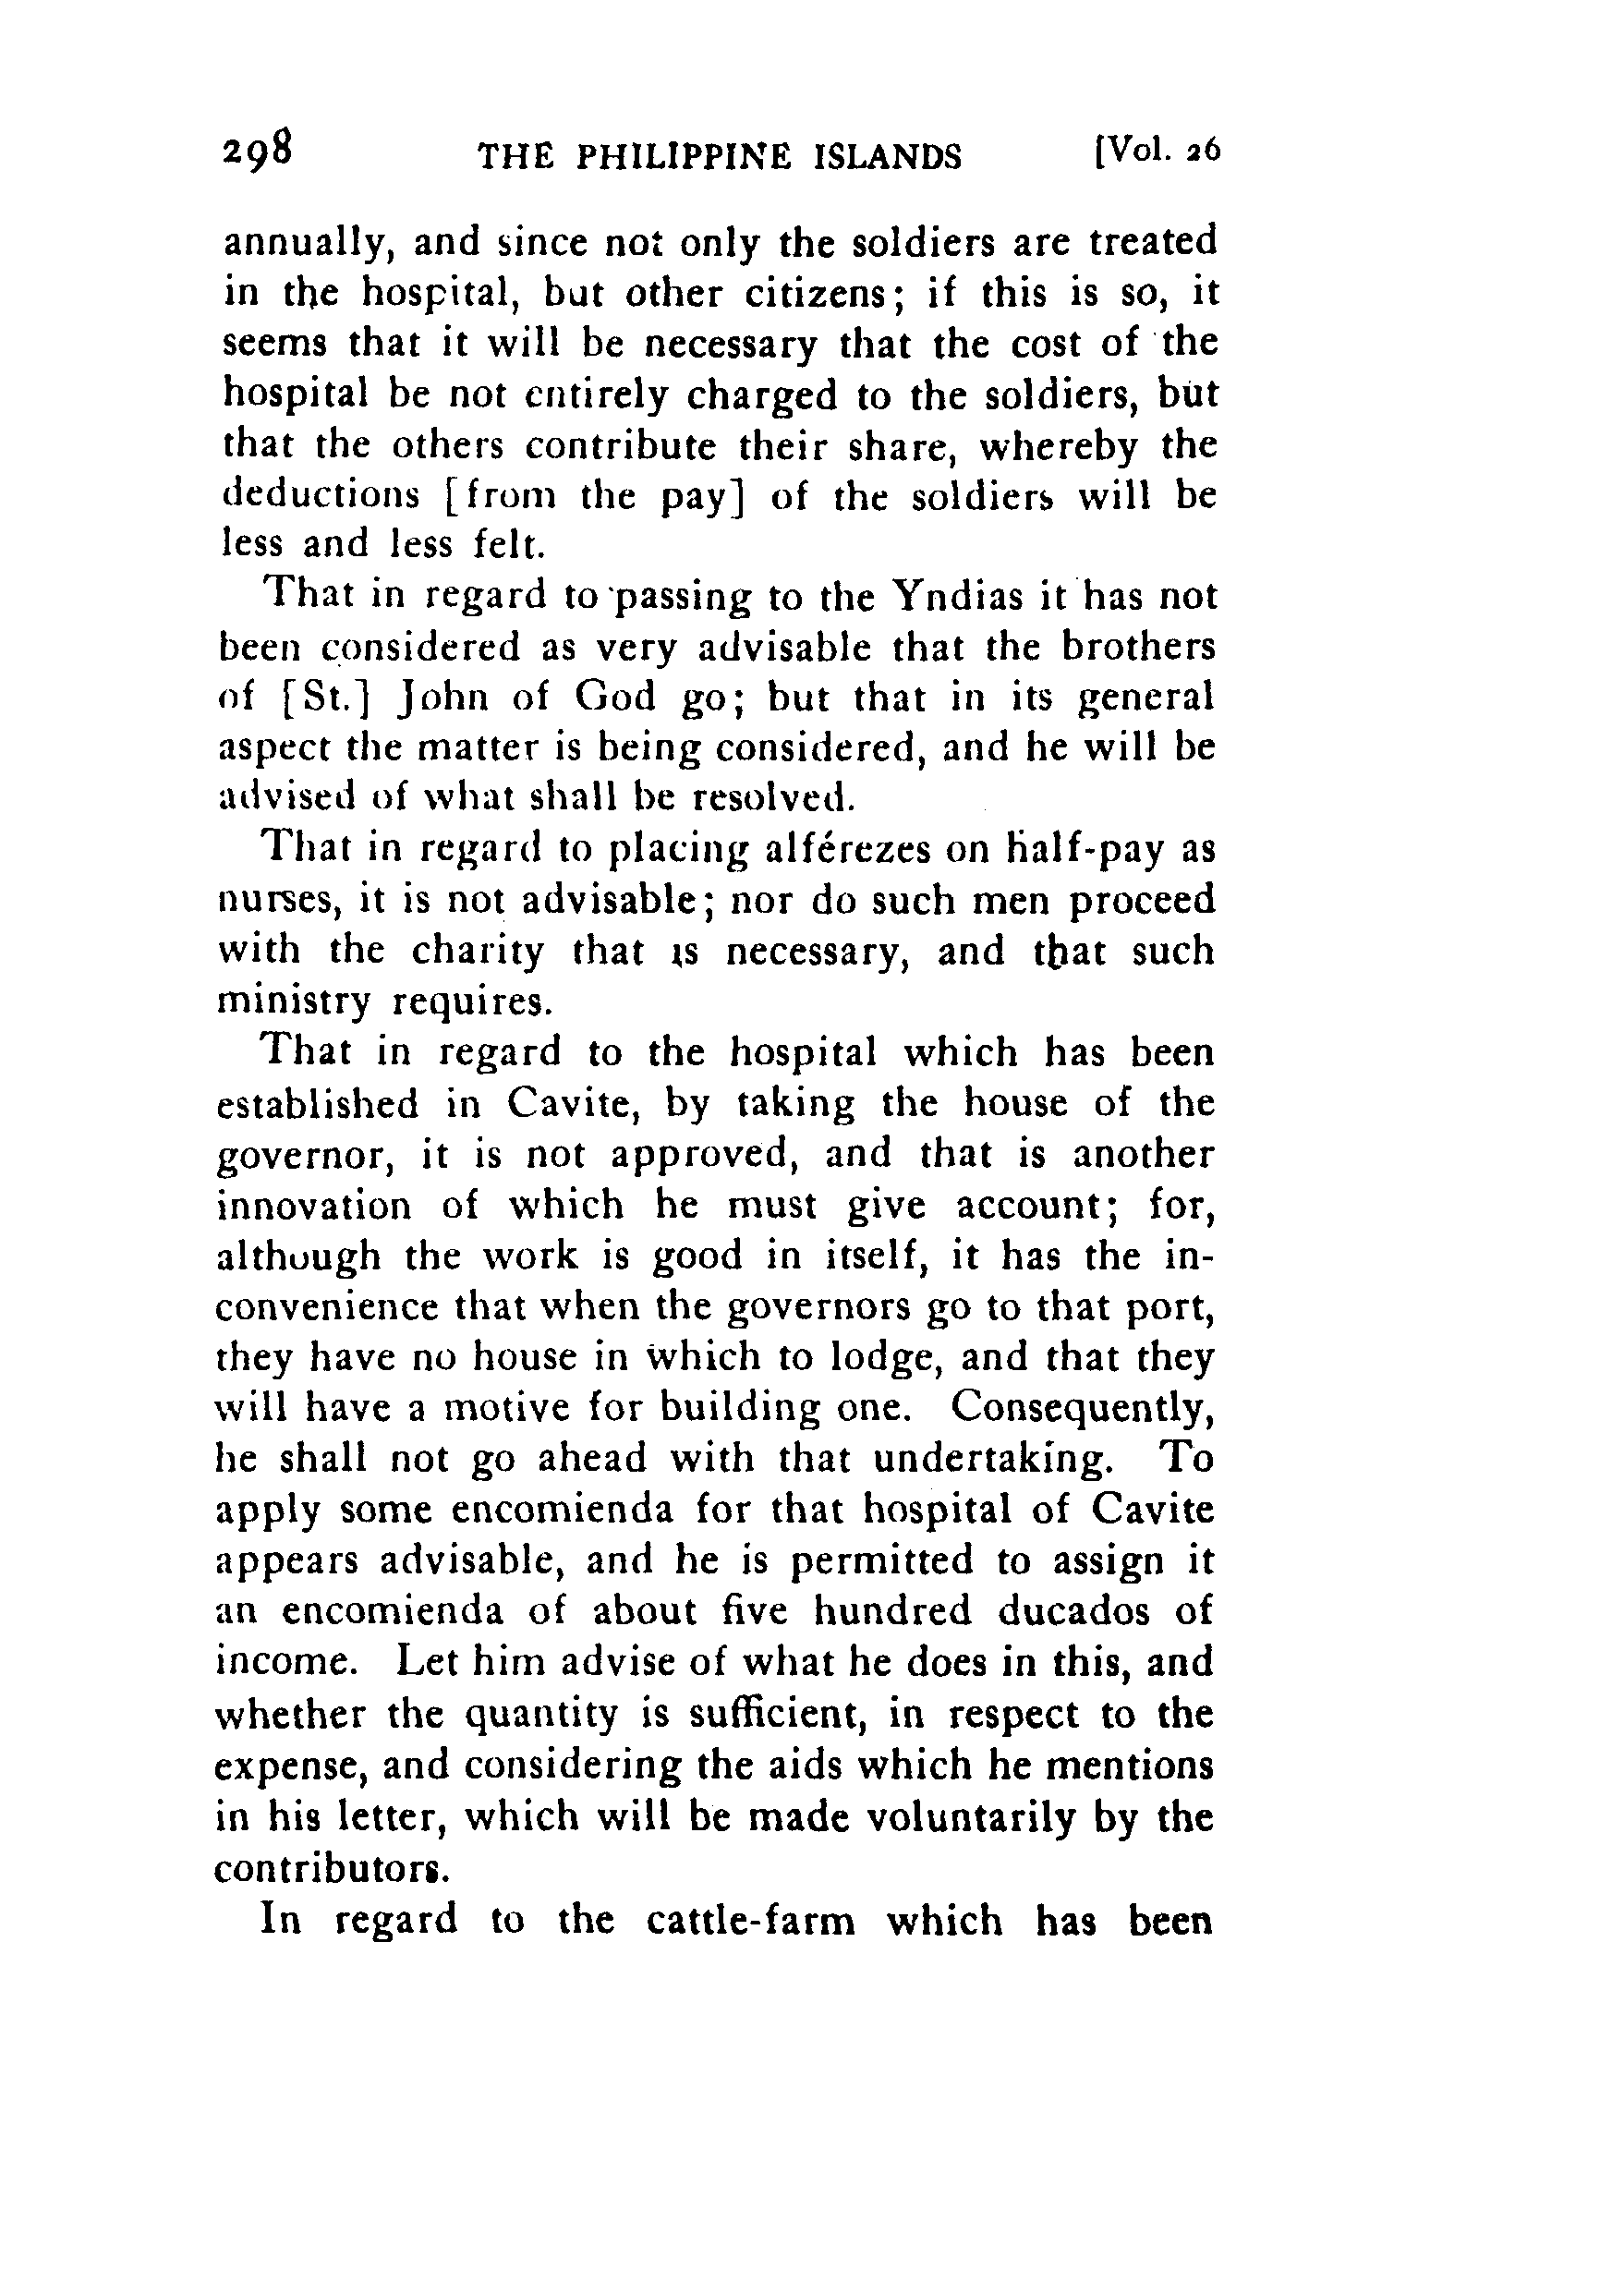 298 THE PHILIPPINE ISLANDS [Vol. 26
annually, and since not only the soldiers are treated
in the hospital, but other citizens; if this is so, it
seems that it will be necessary that the cost of the
hospital be not entirely charged to the soldiers, but
that the others contribute their share, whereby the
deductions [from the pay] of the soldiers will be
less and less felt.
That in regard to passing to the Yndias it has not
been considered as very advisable that the brothers
of [St.] John of God go; but that in its general
aspect the matter is being considered, and he will be
advised of what shall be resolved.
That in regard to placing alférezes on half-pay as
nurses, it is not advisable; nor do such men proceed
with the charity that is necessary, and that such
ministry requires.
That in regard to the hospital which has been
established in Cavite, by taking the house of the
governor, it is not approved, and that is another
innovation of which he must give account; for,
although the work is good in itself, it has the in-
convenience that when the governors go to that port,
they have no house in which to lodge, and that they
will have a motive for building one. Consequently,
he shall not go ahead with that undertaking. To
apply some encomienda for that hospital of Cavite
appears advisable, and he is permitted to assign it
an encomienda of about five hundred ducados of
income. Let him advise of what he does in this, and
whether the quantity is sufficient, in respect to the
expense, and considering the aids which he mentions
in his letter, which will be made voluntarily by the
contributors.
In regard to the cattle-farm which has been